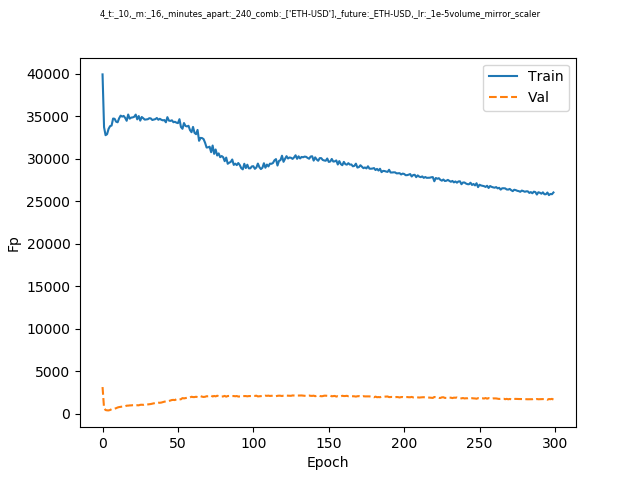 4_t:_10,_m:_16,_minutes_apart:_240_comb:_['ETH-USD'],_future:_ETH-USD,_lr:_1e-5volume_mirror_scaler
Train
Val
40000
35000
30000
25000
20000
15000
10000
5000
0
Fp
0 50 100 150 200 250 300
Epoch